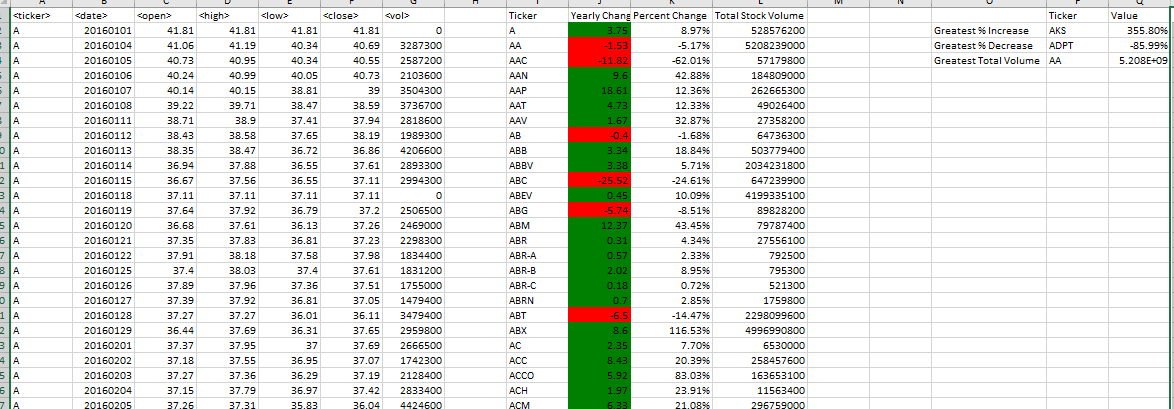 A B C D E F G H I J K L M N O P Q
<ticker> <date> <open> <high> <low> <close> <vol> Ticker Yearly Chang Percent Change Total Stock Volume Ticker Value
A 20160101 41.81 41.81 41.81 41.81 0 A 3.75 8.97% 528576200 Greatest % Increase AKS 355.80%
A 20160104 41.06 41.19 40.34 40.69 3287300 AA -1.53 -5.17% 5208239000 Greatest % Decrease ADPT -85.99%
A 20160105 40.73 40.95 40.34 40.55 2587200 AAC -11.82 -62.01% 57179800 Greatest Total Volume AA 5.208E+09
A 20160106 40.24 40.99 40.05 40.73 2103600 AAN 9.6 42.88% 184809000
A 20160107 40.14 40.15 38.81 39 3504300 AAP 18.61 12.36% 262665300
A 20160108 39.22 39.71 38.47 38.59 3736700 AAT 4.73 12.33% 49026400
A 20160111 38.71 38.9 37.41 37.94 2818600 AAV 1.67 32.87% 27358200
A 20160112 38.43 38.58 37.65 38.19 1989300 AB -0.4 -1.68% 64736300
A 20160113 38.35 38.47 36.72 36.86 4206600 ABB 3.34 18.84% 503779400
A 20160114 36.94 37.88 36.55 37.61 2893300 ABBV 3.38 5.71% 2034231800
A 20160115 36.67 37.56 36.55 37.11 2994300 ABC -25.52 -24.61% 647239900
A 20160118 37.11 37.11 37.11 37.11 0 ABEV 0.45 10.09% 4199335100
A 20160119 37.64 37.92 36.79 37.2 2506500 ABG -5.74 -8.51% 89828200
A 20160120 36.68 37.61 36.13 37.26 2469000 ABM 12.37 43.45% 79787400
A 20160121 37.35 37.83 36.81 37.23 2298300 ABR 0.31 4.34% 27556100
A 20160122 37.91 38.18 37.58 37.98 1834400 ABR-A 0.57 2.33% 792500
A 20160125 37.4 38.03 37.4 37.61 1831200 ABR-B 2.02 8.95% 795300
A 20160126 37.89 37.96 37.36 37.51 1755000 ABR-C 0.18 0.72% 521300
A 20160127 37.39 37.92 36.81 37.05 1479400 ABRN 0.7 2.85% 1759800
A 20160128 37.27 37.27 36.01 36.11 3479400 ABT -6.5 -14.47% 2298099600
A 20160129 36.44 37.69 36.31 37.65 2959800 ABX 8.6 116.53% 4996990800
A 20160201 37.37 37.95 37 37.69 2666500 AC 2.35 7.70% 6530000
A 20160202 37.18 37.55 36.95 37.07 1742300 ACC 8.43 20.39% 258457600
A 20160203 37.27 37.36 36.29 37.19 2128400 ACCO 5.92 83.03% 163653100
A 20160204 37.15 37.79 36.97 37.42 2833400 ACH 1.97 23.91% 11563400
A 20160205 37.26 37.31 35.83 36.04 4424600 ACM 6.33 21.08% 296759000